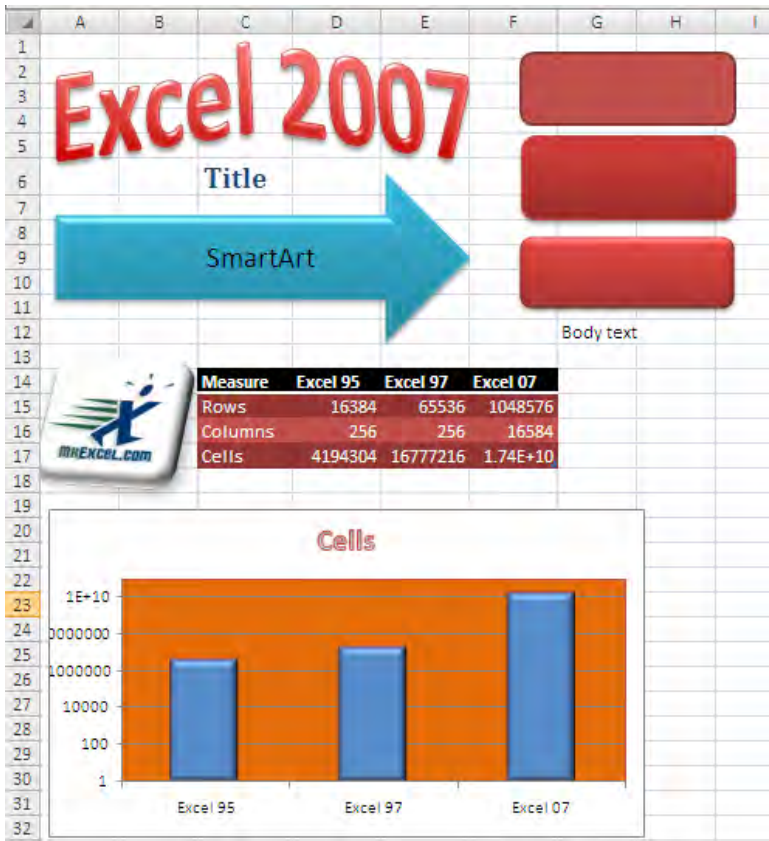 A B C D E F G H I
1
2
3
4
5
6
7
8
9
10
11
12
13
14
15
16
17
18
19
20
21
22
23
24
25
26
27
28
29
30
31
32
Excel 2007
Title
SmartArt
Body text
MrEXCEL.com
Measure Excel 95 Excel 97 Excel 07
Rows 16384 65536 1048576
Columns 256 256 16584
Cells 4194304 16777216 1.74E+10
Cells
1E+10
0000000
1000000
10000
100
1
Excel 95 Excel 97 Excel 07